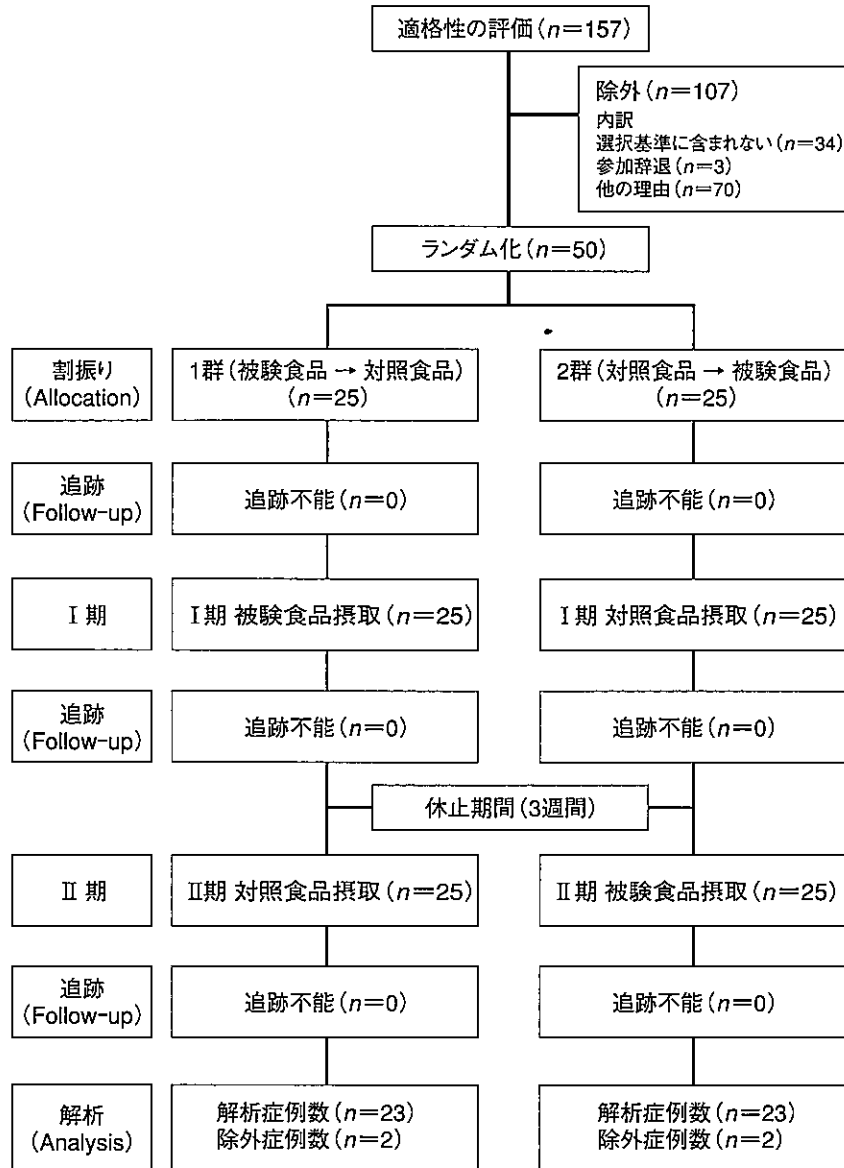 適格性の評価(n=157)
除外(n=107)
内訳
選択基準に含まれない(n=34)
参加辞退(n=3)
他の理由(n=70)
ランダム化(n=50)
割振り
(Allocation)
1群(被験食品 → 対照食品)
(n=25)
2群(対照食品 → 被験食品)
(n=25)
追跡
(Follow-up)
追跡不能(n=0)
追跡不能(n=0)
Ⅰ期
Ⅰ期 被験食品摂取(n=25)
Ⅰ期 対照食品摂取(n=25)
追跡
(Follow-up)
追跡不能(n=0)
追跡不能(n=0)
休止期間(3週間)
Ⅱ期
Ⅱ期 対照食品摂取(n=25)
Ⅱ期 被験食品摂取(n=25)
追跡
(Follow-up)
追跡不能(n=0)
追跡不能(n=0)
解析
(Analysis)
解析症例数(n=23)
除外症例数(n=2)
解析症例数(n=23)
除外症例数(n=2)